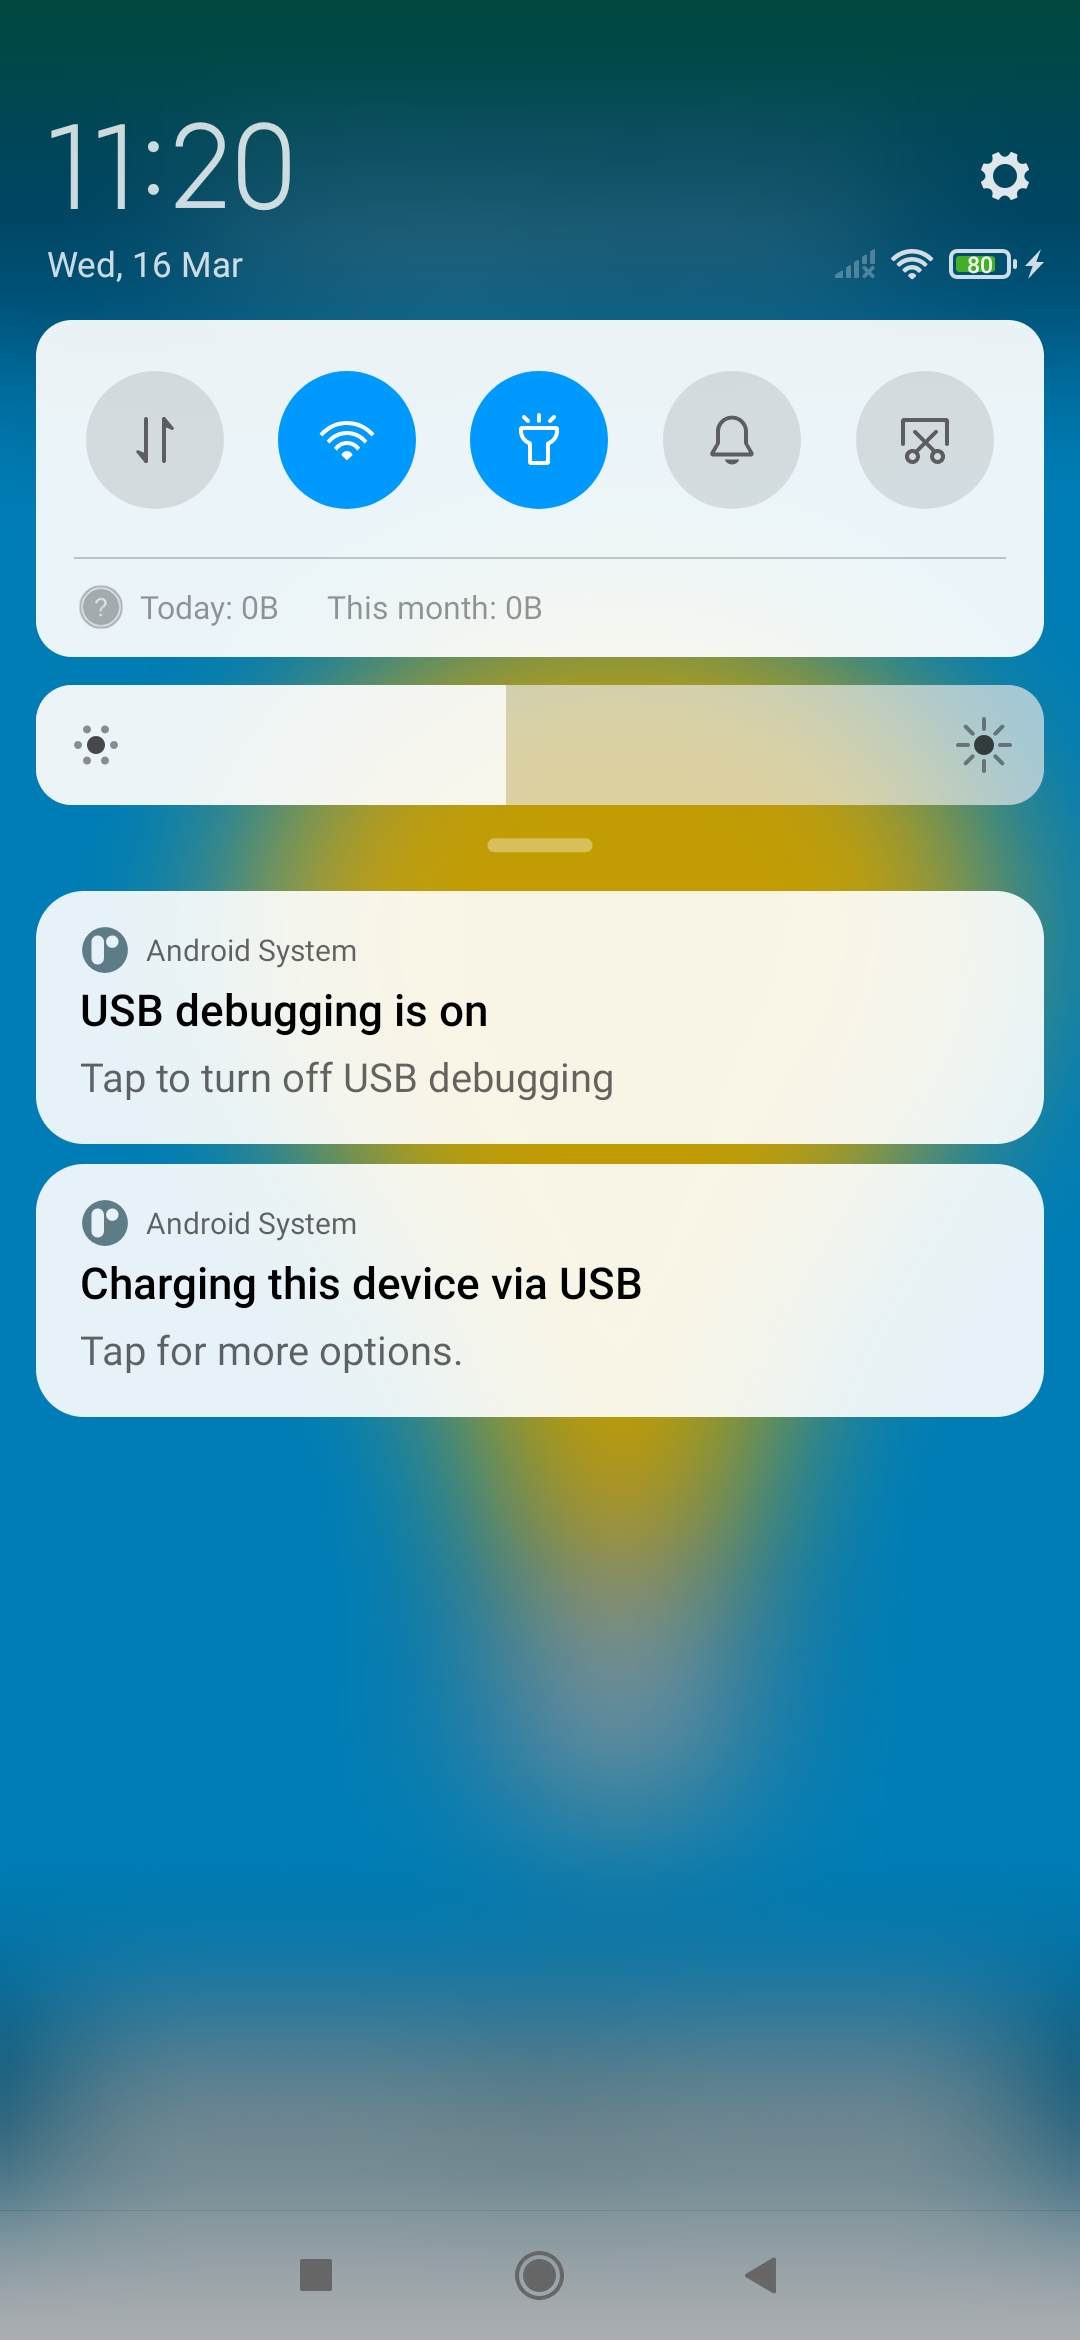 11:20
Wed, 16 Mar
80
? Today: 0B This month: 0B
Android System
USB debugging is on
Tap to turn off USB debugging
Android System
Charging this device via USB
Tap for more options.